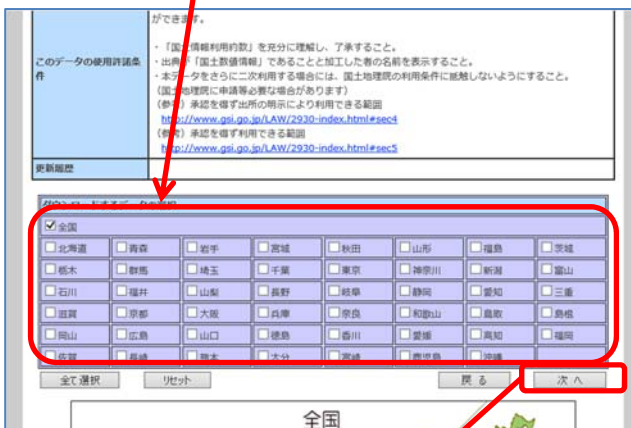 ができます。
・「国土情報利用約款」を充分に理解し、了承すること。
このデータの使用許諾条件
・出典が「国土数値情報」であることと加工した者の名前を表示すること。
・本データをさらに二次利用する場合には、国土地理院の利用条件に抵触しないようにすること。
(国土地理院に申請等必要な場合があります)
(参考) 承認を得ず出所の明示により利用できる範囲
http://www.gsi.go.jp/LAW/2930-index.html#sec4
(参考) 承認を得ず利用できる範囲
http://www.gsi.go.jp/LAW/2930-index.html#sec5
更新履歴
ダウンロードするデータの選択
全国
北海道 青森 岩手 宮城 秋田 山形 福島 茨城
栃木 群馬 埼玉 千葉 東京 神奈川 新潟 富山
石川 福井 山梨 長野 岐阜 静岡 愛知 三重
滋賀 京都 大阪 兵庫 奈良 和歌山 鳥取 島根
岡山 広島 山口 徳島 香川 愛媛 高知 福岡
佐賀 長崎 熊本 大分 宮崎 鹿児島 沖縄
全て選択 リセット 戻る 次へ
全国